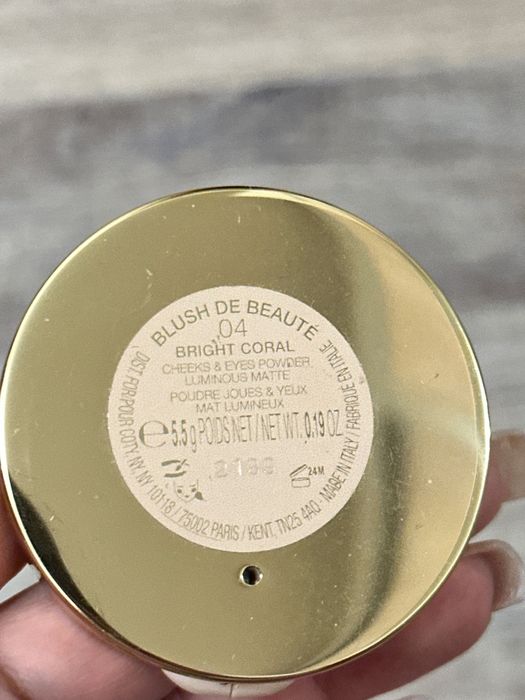 BLUSH DE BEAUTÉ
04
BRIGHT CORAL
CHEEKS & EYES POWDER
LUMINOUS MATTE
POUDRE JOUES & YEUX
MAT LUMINEUX
℮ 5.5 g POIDS NET / NET WT. 0.19 OZ.
24M
DIST. FOR/POUR COTY, NY, NY 10118 / 75002 PARIS / KENT, TN25 4AQ - MADE IN ITALY / FABRIQUÉ EN ITALIE